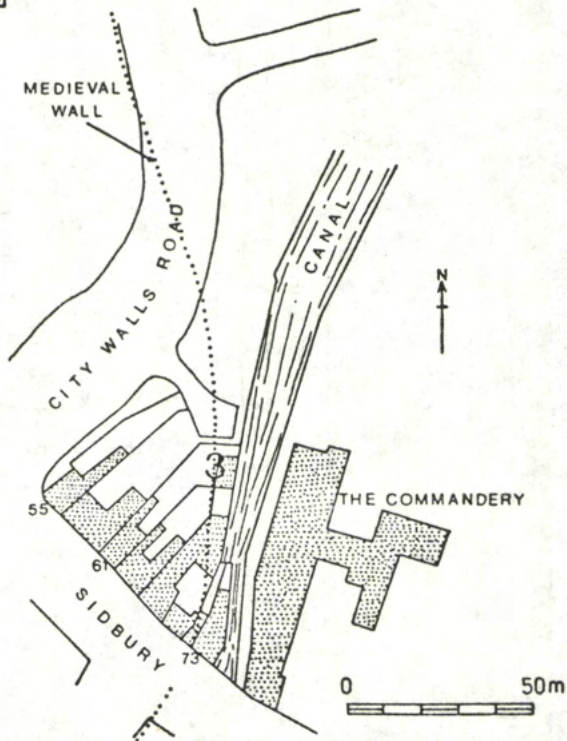 MEDIEVAL
WALL
CITY WALLS ROAD
CANAL
N
3
THE COMMANDERY
55
61
SIDBURY
73
0 50m